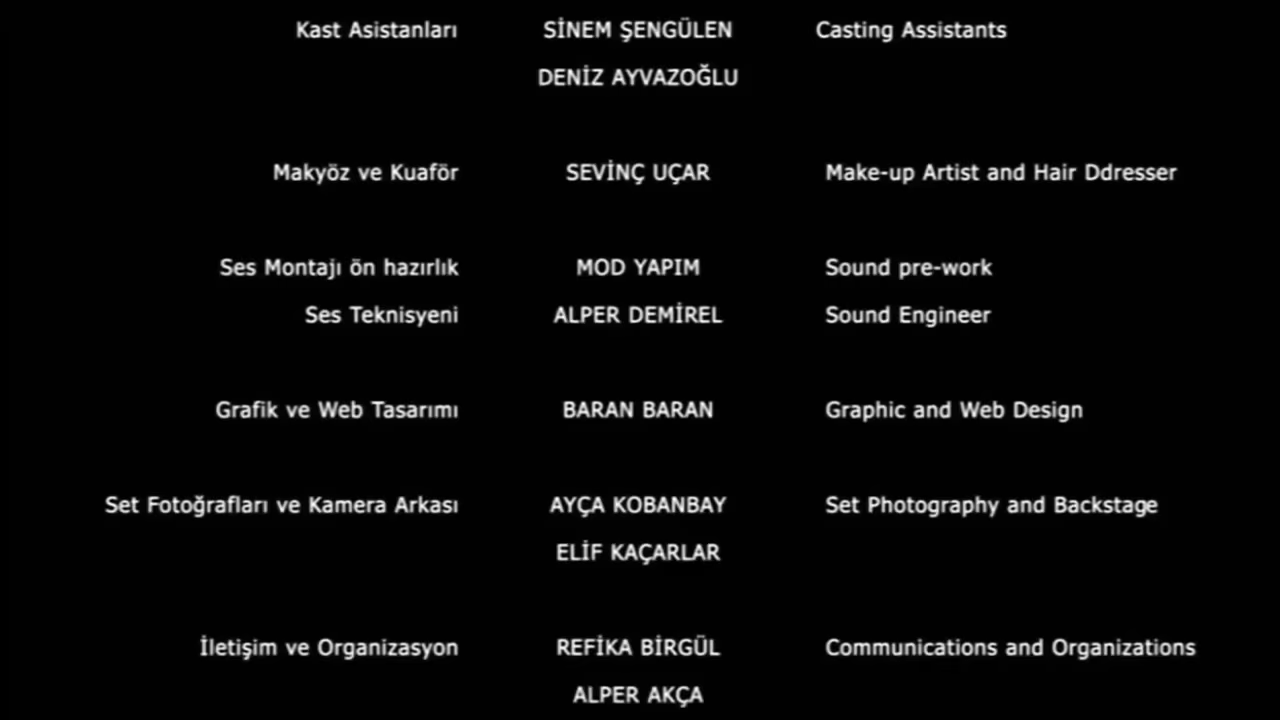 Kast Asistanları SİNEM ŞENGÜLEN Casting Assistants
DENİZ AYVAZOĞLU
Makyöz ve Kuaför SEVİNÇ UÇAR Make-up Artist and Hair Ddresser
Ses Montajı ön hazırlık MOD YAPIM Sound pre-work
Ses Teknisyeni ALPER DEMİREL Sound Engineer
Grafik ve Web Tasarımı BARAN BARAN Graphic and Web Design
Set Fotoğrafları ve Kamera Arkası AYÇA KOBANBAY Set Photography and Backstage
ELİF KAÇARLAR
İletişim ve Organizasyon REFİKA BİRGÜL Communications and Organizations
ALPER AKÇA